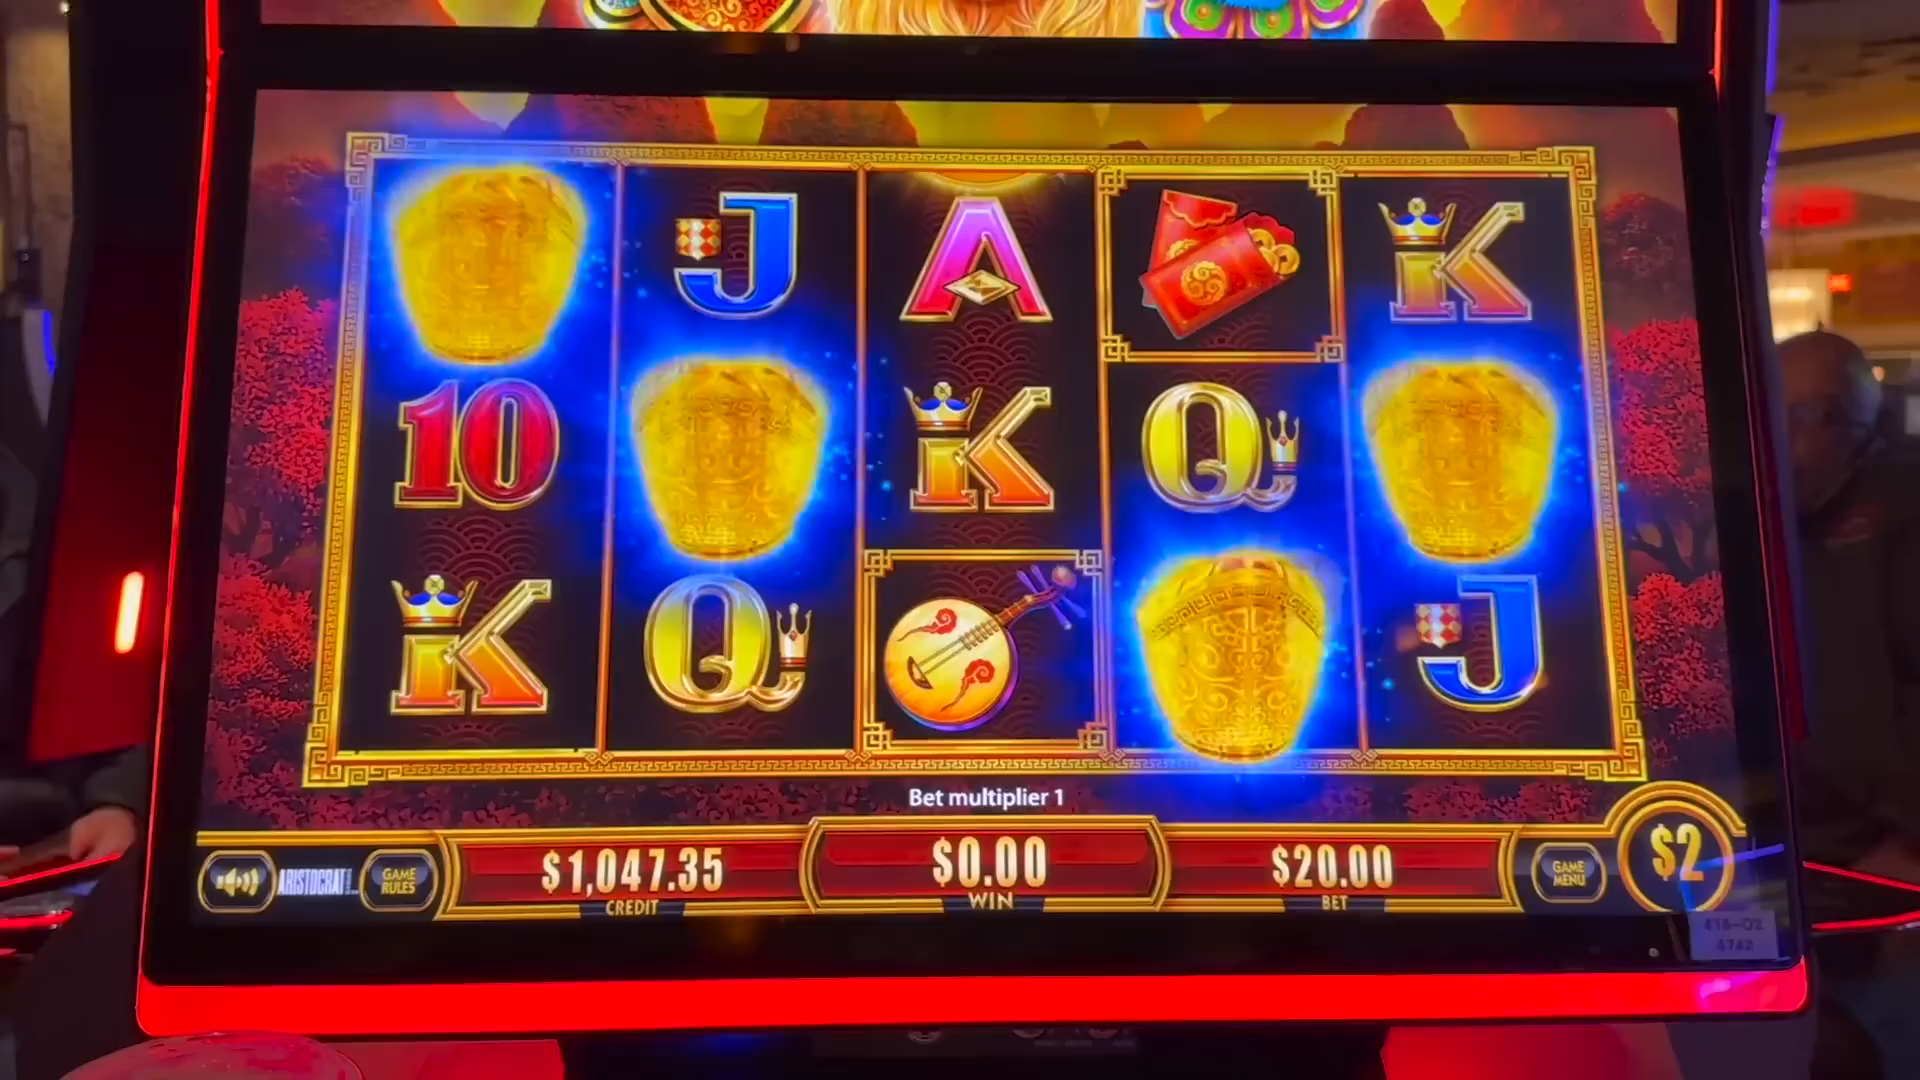 J A K
10 K Q
K Q J
Bet multiplier 1
ARISTOCRAT
GAME
RULES
$1,047.35
CREDIT
$0.00
WIN
$20.00
BET
GAME
MENU
$2